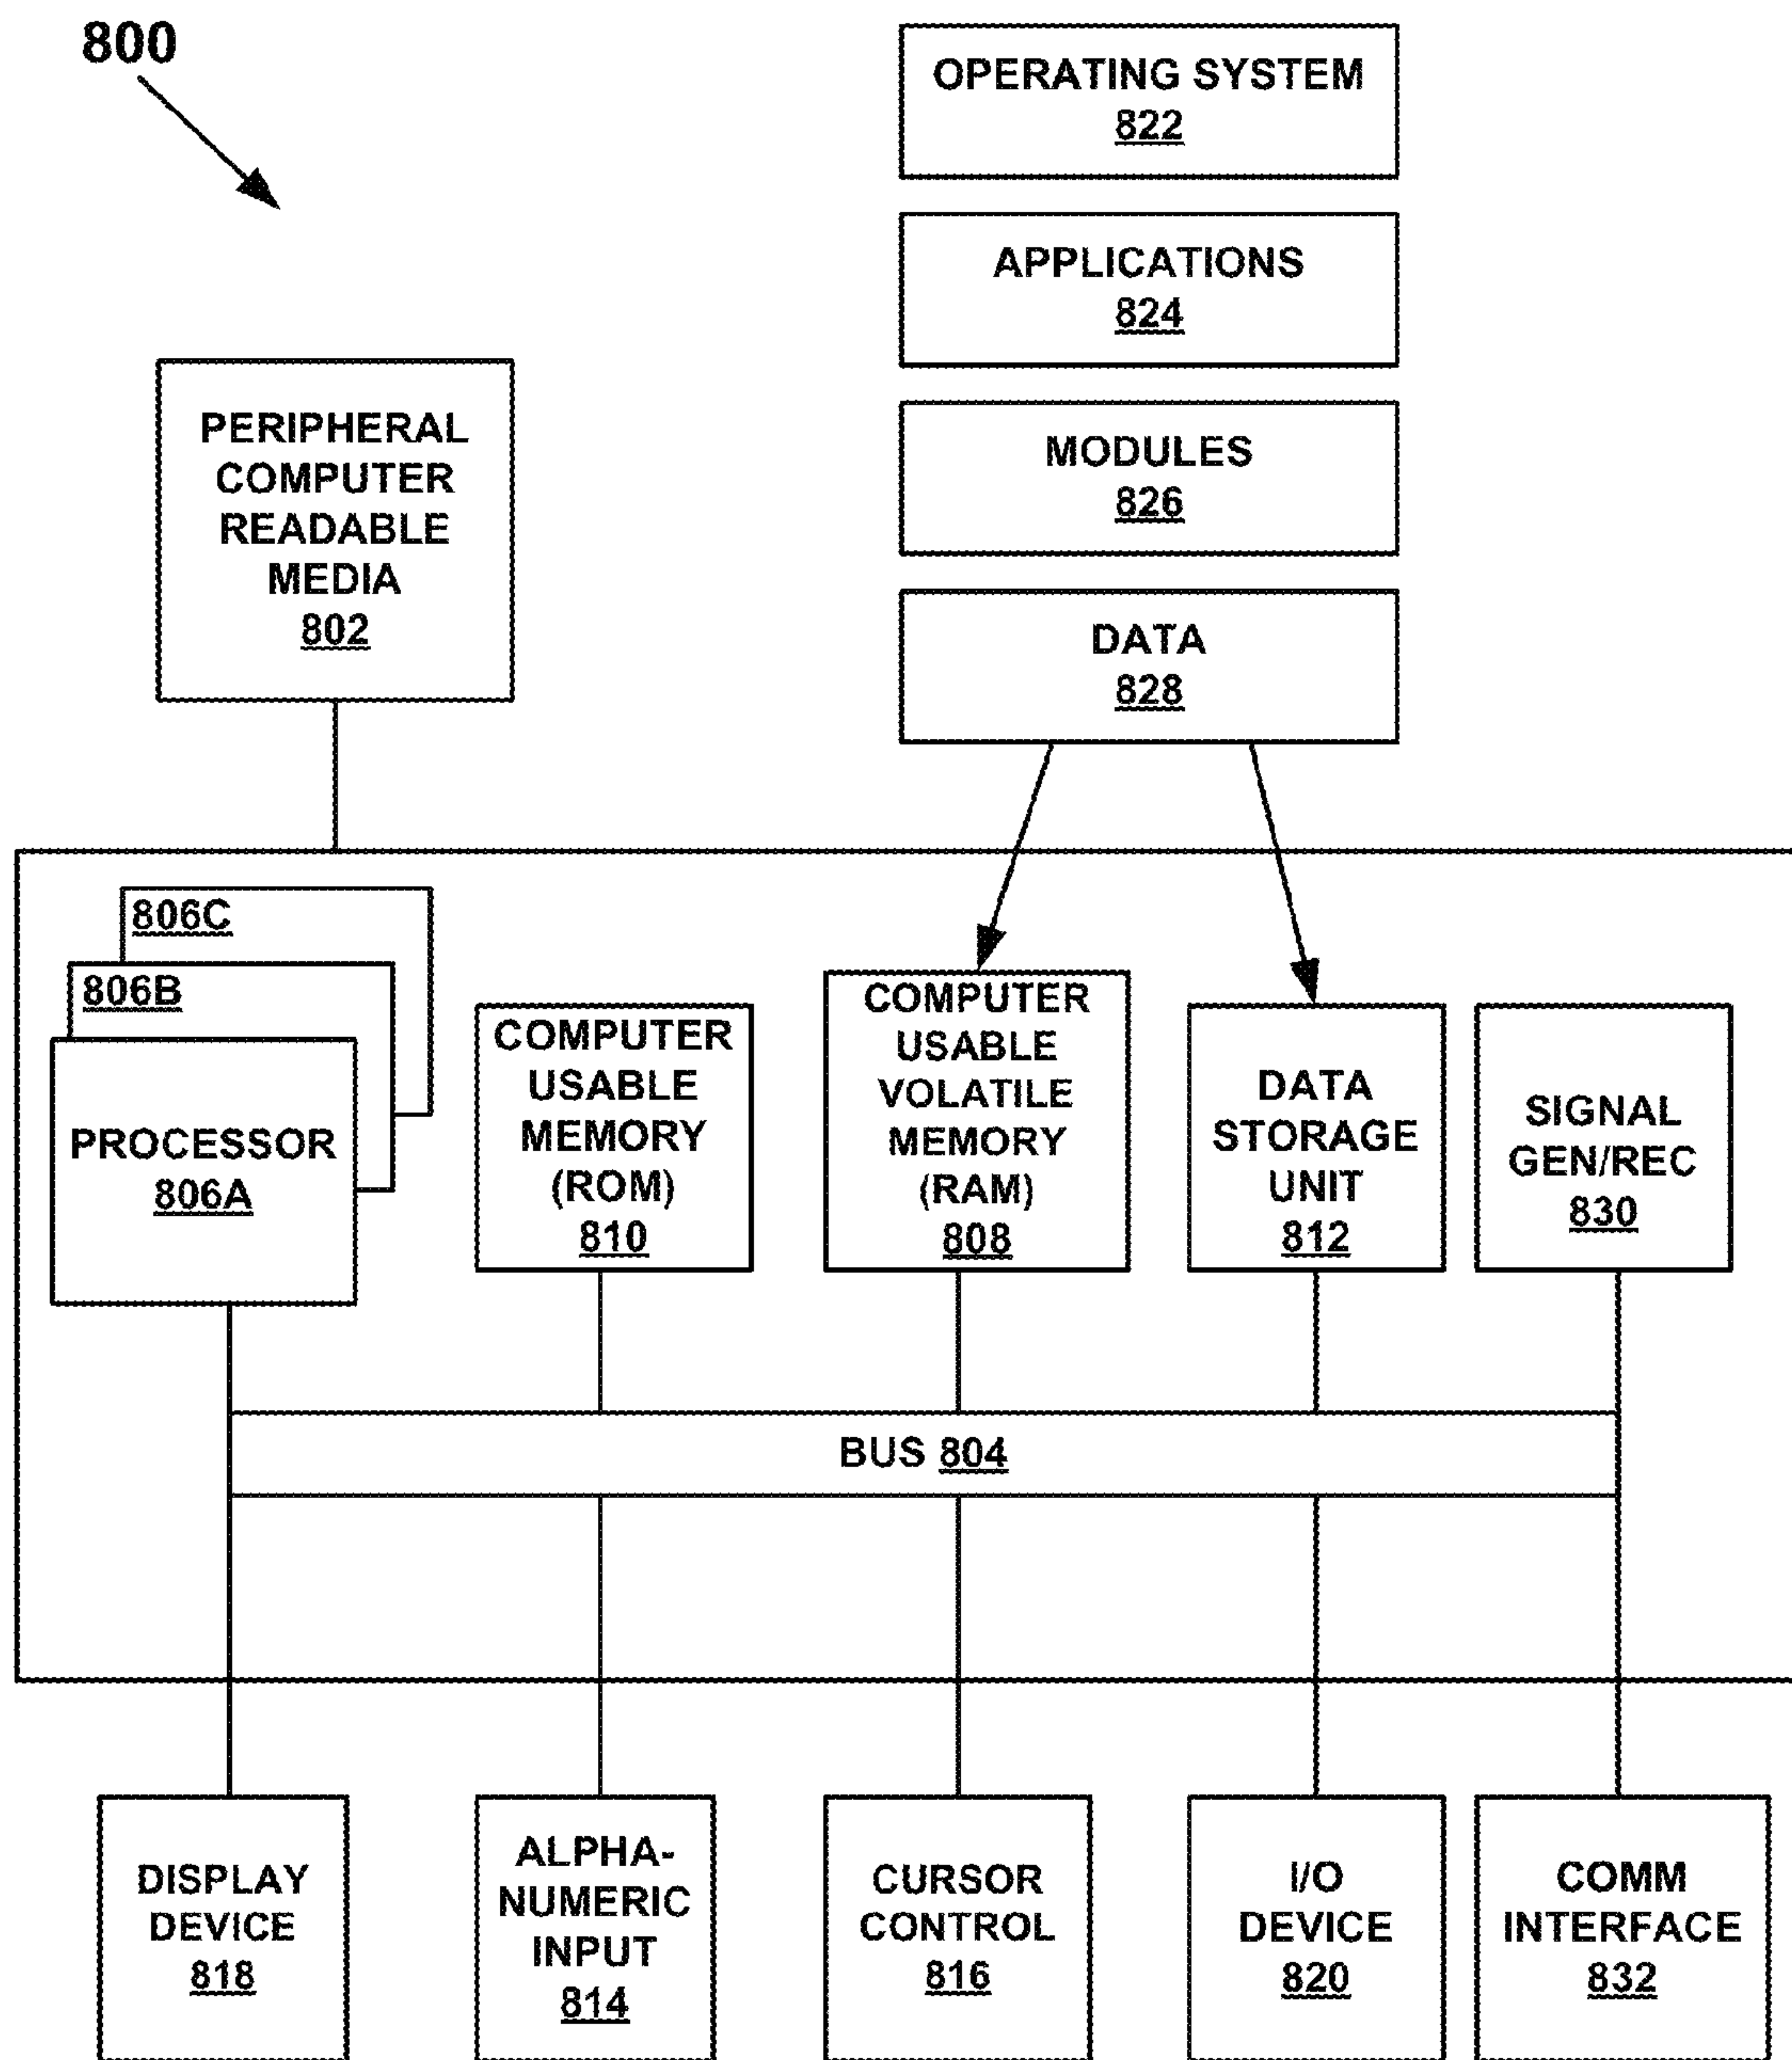 800
OPERATING SYSTEM
822
APPLICATIONS
824
MODULES
826
DATA
828
PERIPHERAL
COMPUTER
READABLE
MEDIA
802
806C
806B
PROCESSOR
806A
COMPUTER
USABLE
MEMORY
(ROM)
810
COMPUTER
USABLE
VOLATILE
MEMORY
(RAM)
808
DATA
STORAGE
UNIT
812
SIGNAL
GEN/REC
830
BUS 804
DISPLAY
DEVICE
818
ALPHA-
NUMERIC
INPUT
814
CURSOR
CONTROL
816
I/O
DEVICE
820
COMM
INTERFACE
832